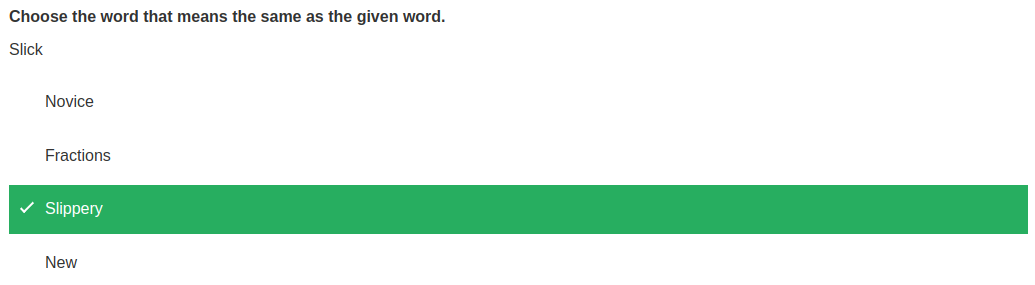 Choose the word that means the same as the given word.
Slick
Novice
Fractions
Slippery
New